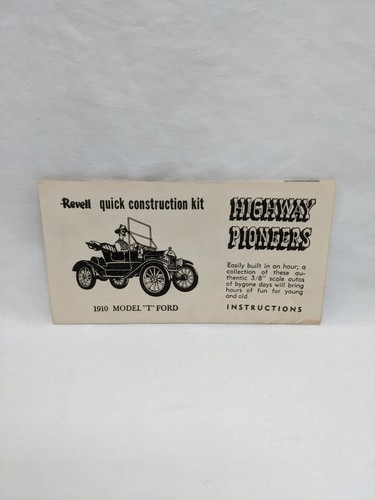 Revell quick construction kit
1910 MODEL "T" FORD
HIGHWAY
PIONEERS
Easily built in an hour; a
collection of these au-
thentic 3/8" scale autos
of bygone days will bring
hours of fun for young
and old.
INSTRUCTIONS